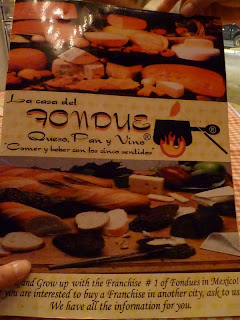 La casa del
FONDUE®
Queso, Pan y Vino®
"Comer y beber con los cinco sentidos"
and Grow up with the Franchise # 1 of Fondues in Mexico!
you are interested to buy a Franchise in another city, ask to us
We have all the information for you.